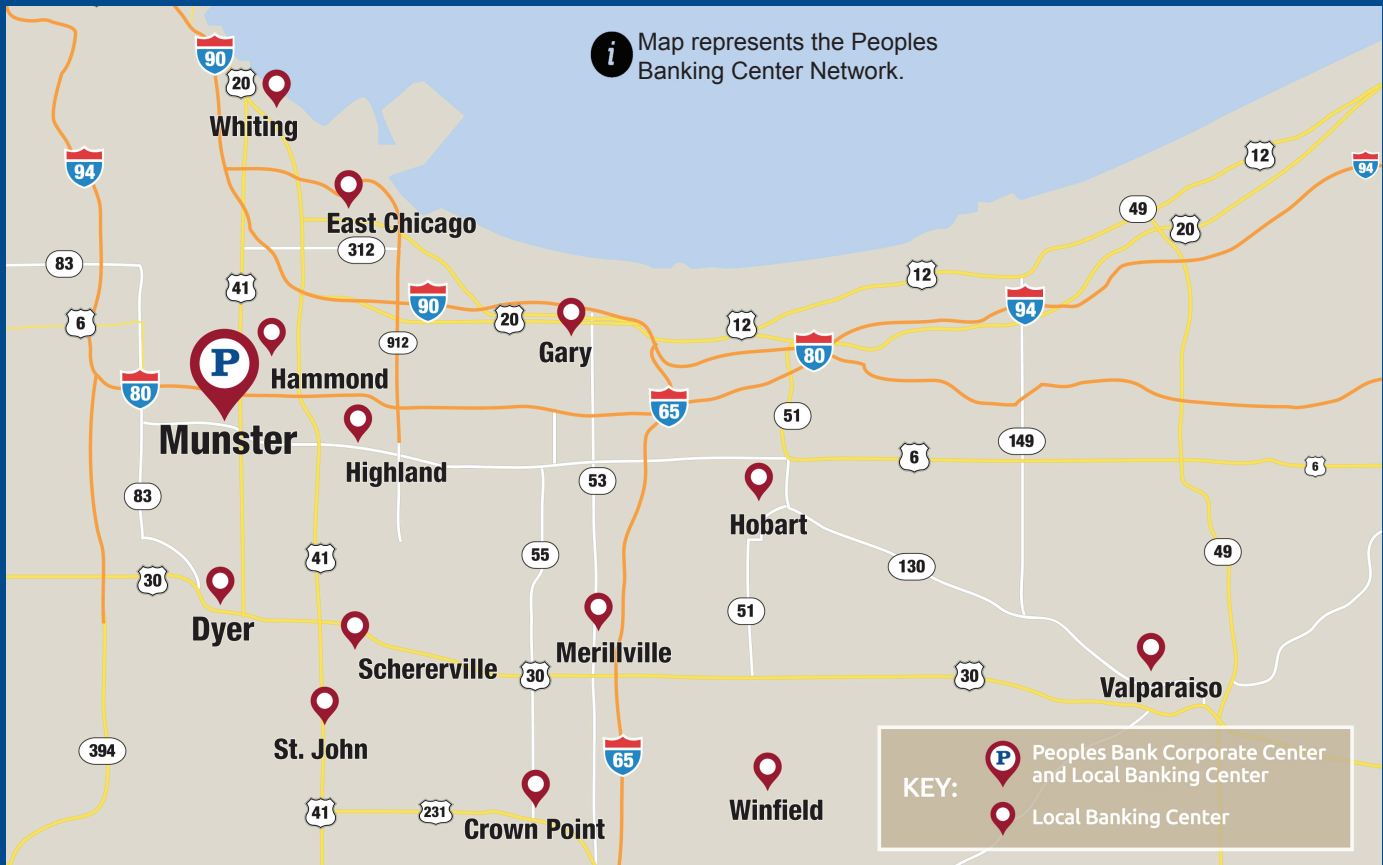 i
Map represents the Peoples
Banking Center Network.
90
20
Whiting
94
12
94
East Chicago
49
20
312
83
12
41
90
94
6
20
12
912
Gary
80
P
Hammond
80
65
51
Munster
149
6
6
Highland
53
83
Hobart
55
49
41
130
30
51
Dyer
Merillville
Schererville
30
30
Valparaiso
St. John
394
65
41
231
Winfield
Crown Point
KEY:
P
Peoples Bank Corporate Center
and Local Banking Center
Local Banking Center